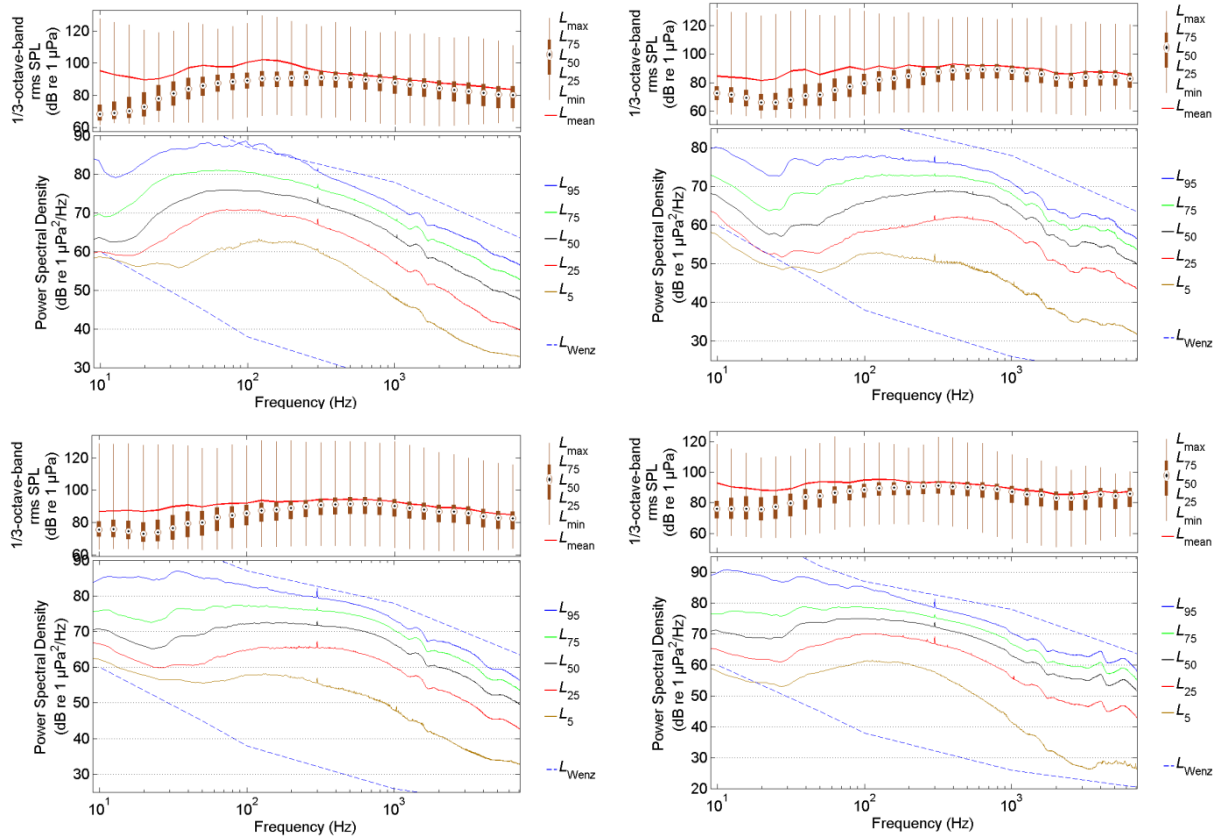 1/3-octave-band
rms SPL
(dB re 1 µPa)
120
100
80
60
Lmax
L75
L50
L25
Lmin
Lmean
Power Spectral Density
(dB re 1 µPa²/Hz)
90
80
70
60
50
40
30
10¹ 10² 10³
Frequency (Hz)
L95
L75
L50
L25
L5
LWenz
1/3-octave-band
rms SPL
(dB re 1 µPa)
120
100
80
60
Lmax
L75
L50
L25
Lmin
Lmean
Power Spectral Density
(dB re 1 µPa²/Hz)
80
70
60
50
40
30
10¹ 10² 10³
Frequency (Hz)
L95
L75
L50
L25
L5
LWenz
1/3-octave-band
rms SPL
(dB re 1 µPa)
120
100
80
60
Lmax
L75
L50
L25
Lmin
Lmean
Power Spectral Density
(dB re 1 µPa²/Hz)
90
80
70
60
50
40
30
10¹ 10² 10³
Frequency (Hz)
L95
L75
L50
L25
L5
LWenz
1/3-octave-band
rms SPL
(dB re 1 µPa)
120
100
80
60
Lmax
L75
L50
L25
Lmin
Lmean
Power Spectral Density
(dB re 1 µPa²/Hz)
90
80
70
60
50
40
30
20
10¹ 10² 10³
Frequency (Hz)
L95
L75
L50
L25
L5
LWenz